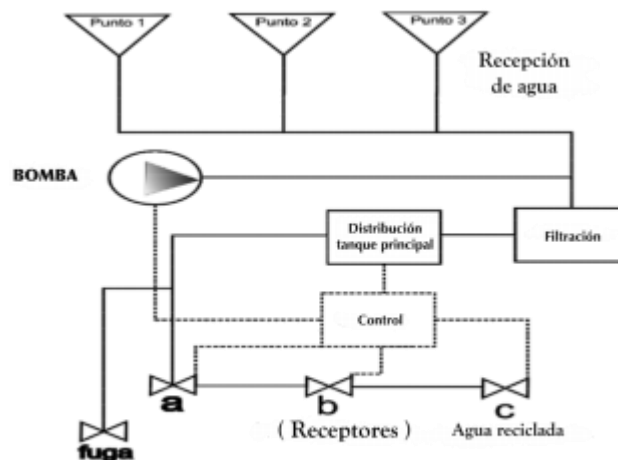 Punto 1
Punto 2
Punto 3
Recepción
de agua
BOMBA
Distribución
tanque principal
Filtración
Control
a
b
c
( Receptores )
Agua reciclada
fuga